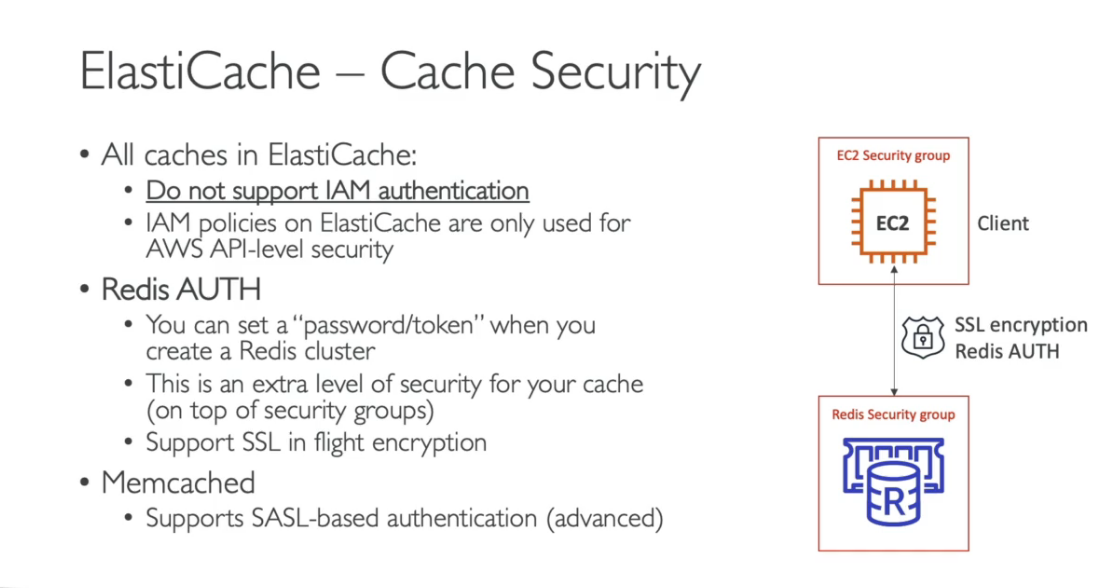 ElastiCache – Cache Security
• All caches in ElastiCache:
• Do not support IAM authentication
• IAM policies on ElastiCache are only used for
AWS API-level security
• Redis AUTH
• You can set a “password/token” when you
create a Redis cluster
• This is an extra level of security for your cache
(on top of security groups)
• Support SSL in flight encryption
• Memcached
• Supports SASL-based authentication (advanced)
EC2 Security group
EC2
Client
SSL encryption
Redis AUTH
Redis Security group
R